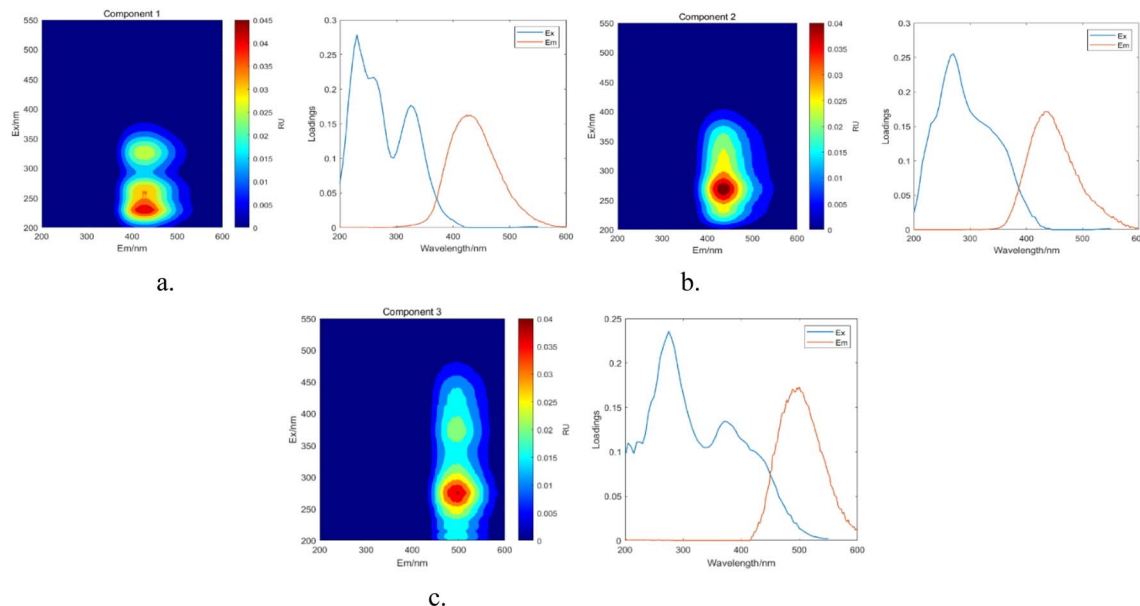 Component 1
550
500
450
400
350
300
250
200
Ex/nm
200 300 400 500 600
Em/nm
0.045
0.04
0.035
0.03
0.025
0.02
0.015
0.01
0.005
0
RU
0.3
0.25
0.2
0.15
0.1
0.05
0
Loadings
Ex
Em
200 300 400 500 600
Wavelength/nm
a.
Component 2
550
500
450
400
350
300
250
200
Ex/nm
200 300 400 500 600
Em/nm
0.04
0.035
0.03
0.025
0.02
0.015
0.01
0.005
0
RU
0.3
0.25
0.2
0.15
0.1
0.05
0
Loadings
Ex
Em
200 300 400 500 600
Wavelength/nm
b.
Component 3
550
500
450
400
350
300
250
200
Ex/nm
200 300 400 500 600
Em/nm
0.04
0.035
0.03
0.025
0.02
0.015
0.01
0.005
0
RU
0.25
0.2
0.15
0.1
0.05
0
Loadings
Ex
Em
200 300 400 500 600
Wavelength/nm
c.